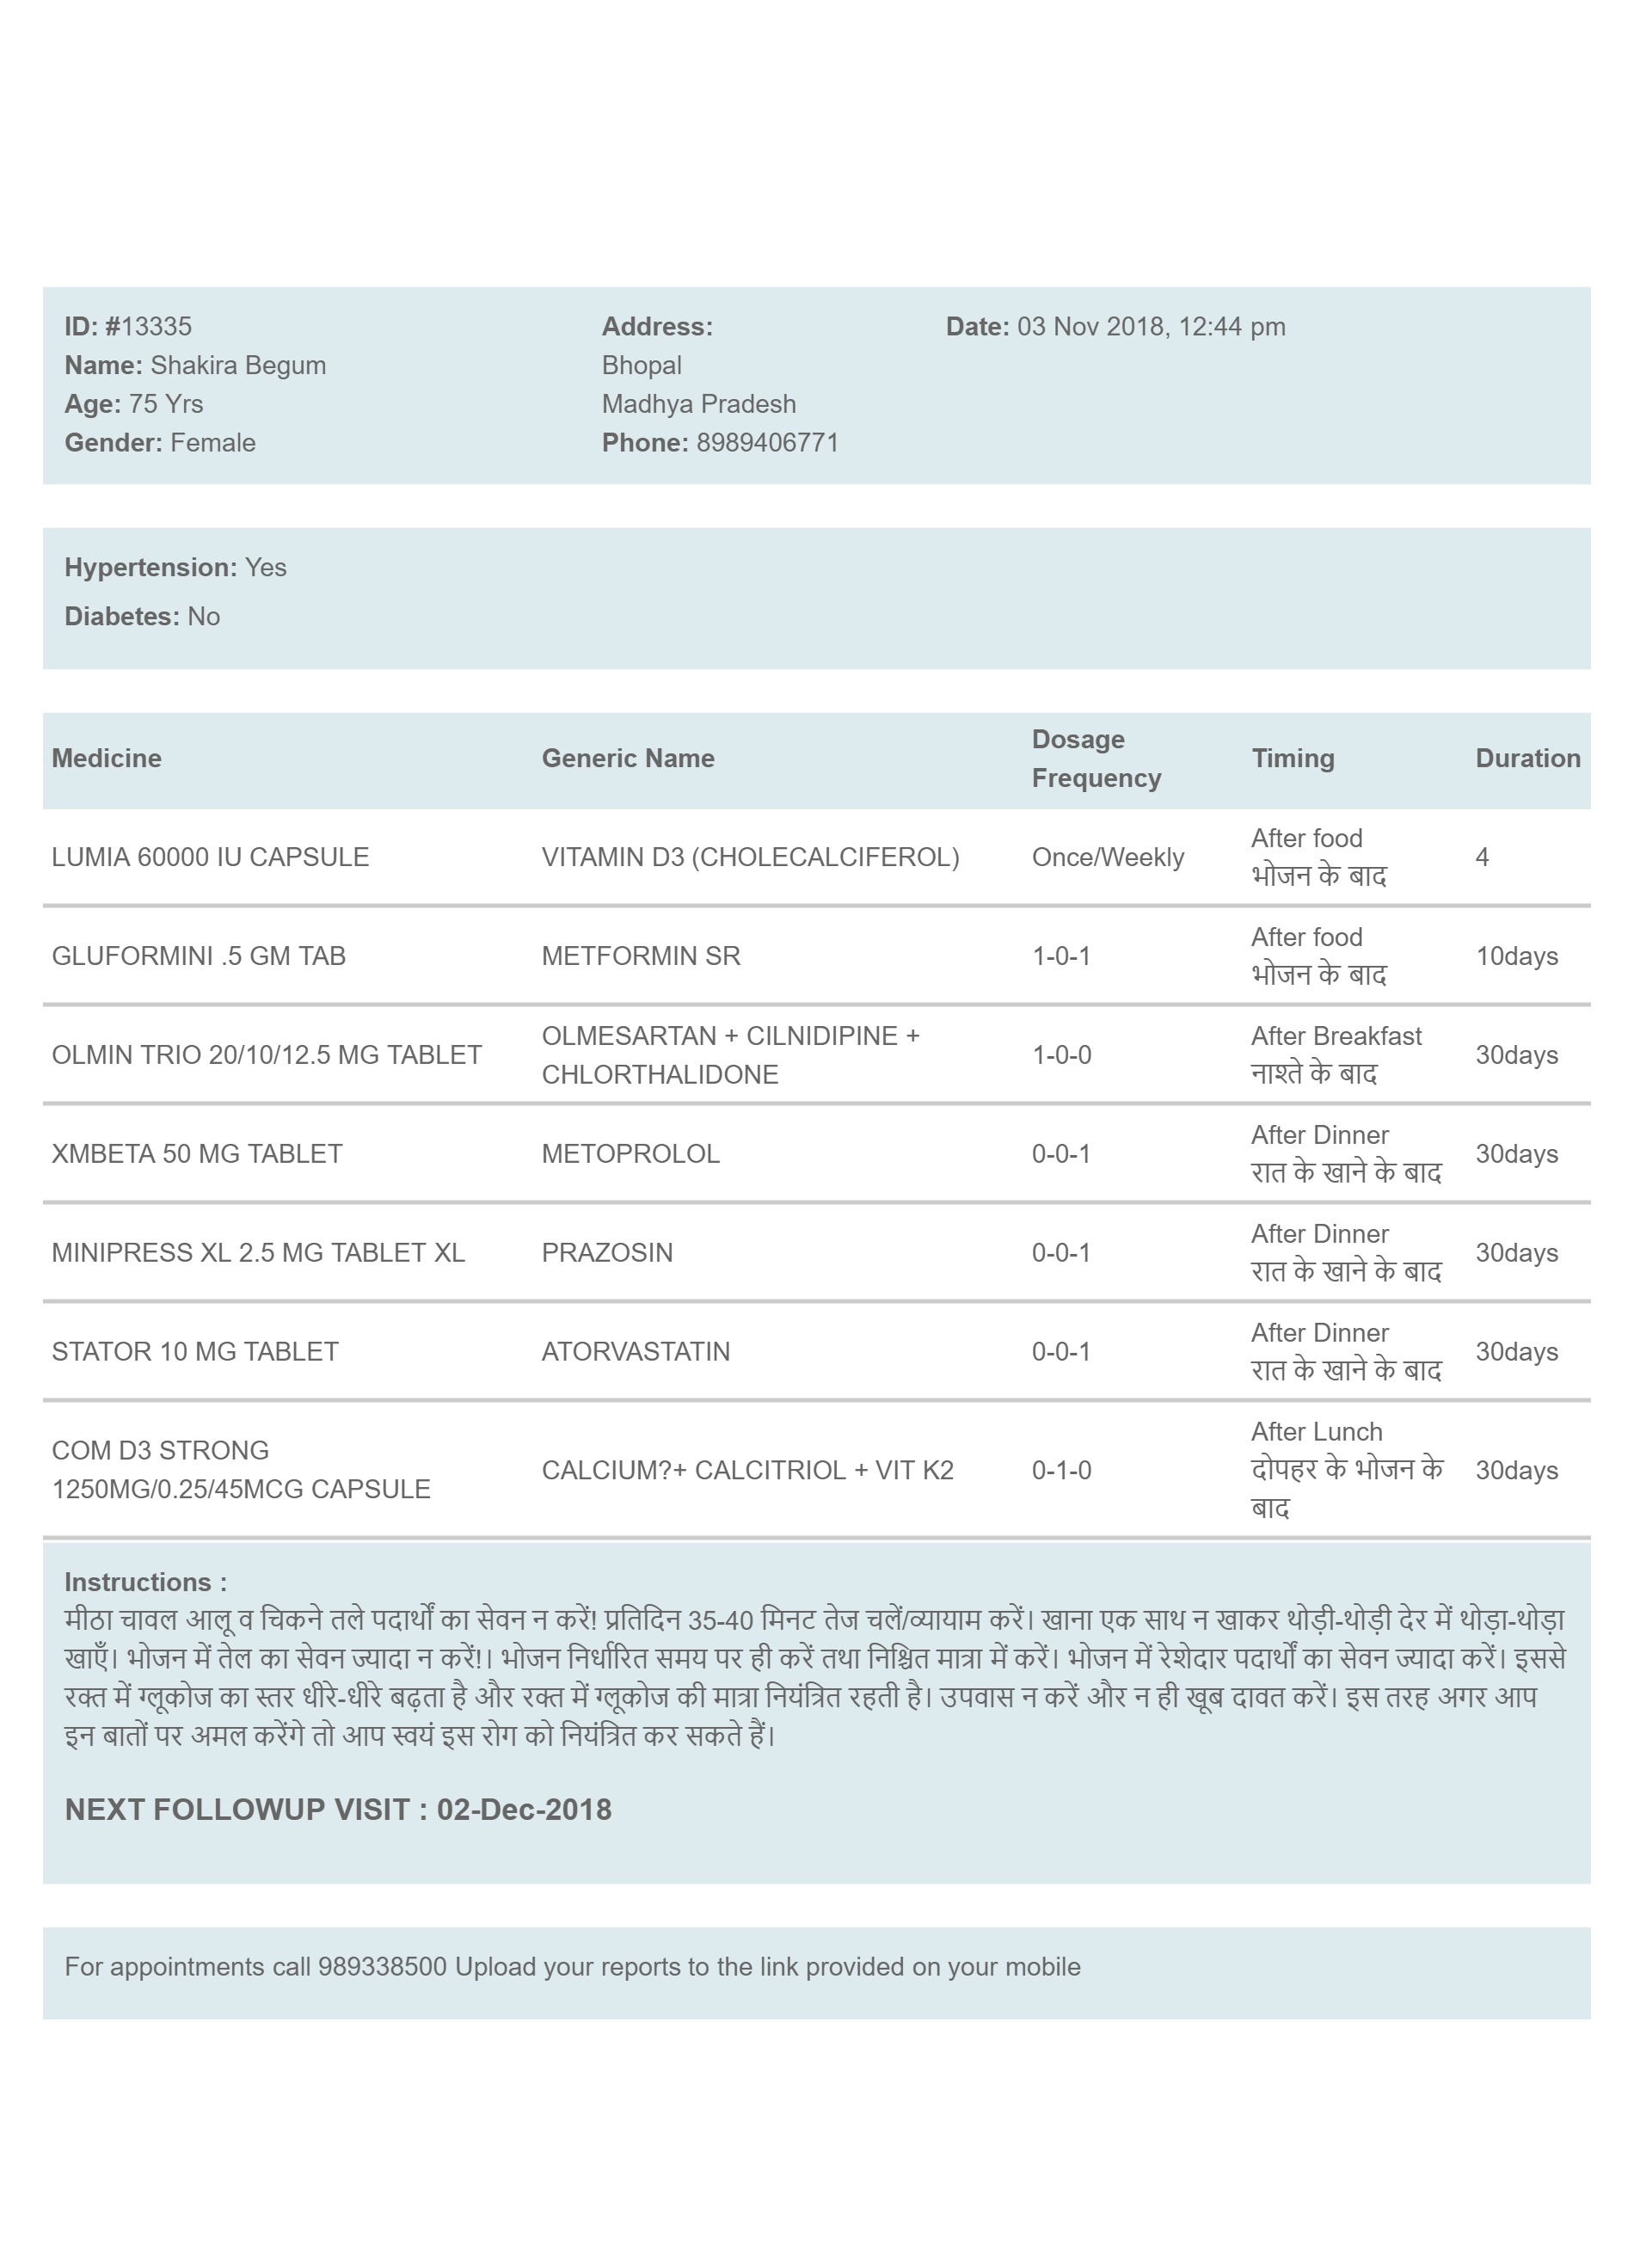 ID: #13335
Name: Shakira Begum
Age: 75 Yrs
Gender: Female
Address:
Bhopal
Madhya Pradesh
Phone: 8989406771
Date: 03 Nov 2018, 12:44 pm
Hypertension: Yes
Diabetes: No
Medicine Generic Name Dosage Frequency Timing Duration
LUMIA 60000 IU CAPSULE VITAMIN D3 (CHOLECALCIFEROL) Once/Weekly After food भोजन के बाद 4
GLUFORMINI .5 GM TAB METFORMIN SR 1-0-1 After food भोजन के बाद 10days
OLMIN TRIO 20/10/12.5 MG TABLET OLMESARTAN + CILNIDIPINE + CHLORTHALIDONE 1-0-0 After Breakfast नाश्ते के बाद 30days
XMBETA 50 MG TABLET METOPROLOL 0-0-1 After Dinner रात के खाने के बाद 30days
MINIPRESS XL 2.5 MG TABLET XL PRAZOSIN 0-0-1 After Dinner रात के खाने के बाद 30days
STATOR 10 MG TABLET ATORVASTATIN 0-0-1 After Dinner रात के खाने के बाद 30days
COM D3 STRONG 1250MG/0.25/45MCG CAPSULE CALCIUM?+ CALCITRIOL + VIT K2 0-1-0 After Lunch दोपहर के भोजन के बाद 30days
Instructions :
मीठा चावल आलू व चिकने तले पदार्थों का सेवन न करें! प्रतिदिन 35-40 मिनट तेज चलें/व्यायाम करें। खाना एक साथ न खाकर थोड़ी-थोड़ी देर में थोड़ा-थोड़ा
खाएँ। भोजन में तेल का सेवन ज्यादा न करें!। भोजन निर्धारित समय पर ही करें तथा निश्चित मात्रा में करें। भोजन में रेशेदार पदार्थों का सेवन ज्यादा करें। इससे
रक्त में ग्लूकोज का स्तर धीरे-धीरे बढ़ता है और रक्त में ग्लूकोज की मात्रा नियंत्रित रहती है। उपवास न करें और न ही खूब दावत करें। इस तरह अगर आप
इन बातों पर अमल करेंगे तो आप स्वयं इस रोग को नियंत्रित कर सकते हैं।
NEXT FOLLOWUP VISIT : 02-Dec-2018
For appointments call 989338500 Upload your reports to the link provided on your mobile